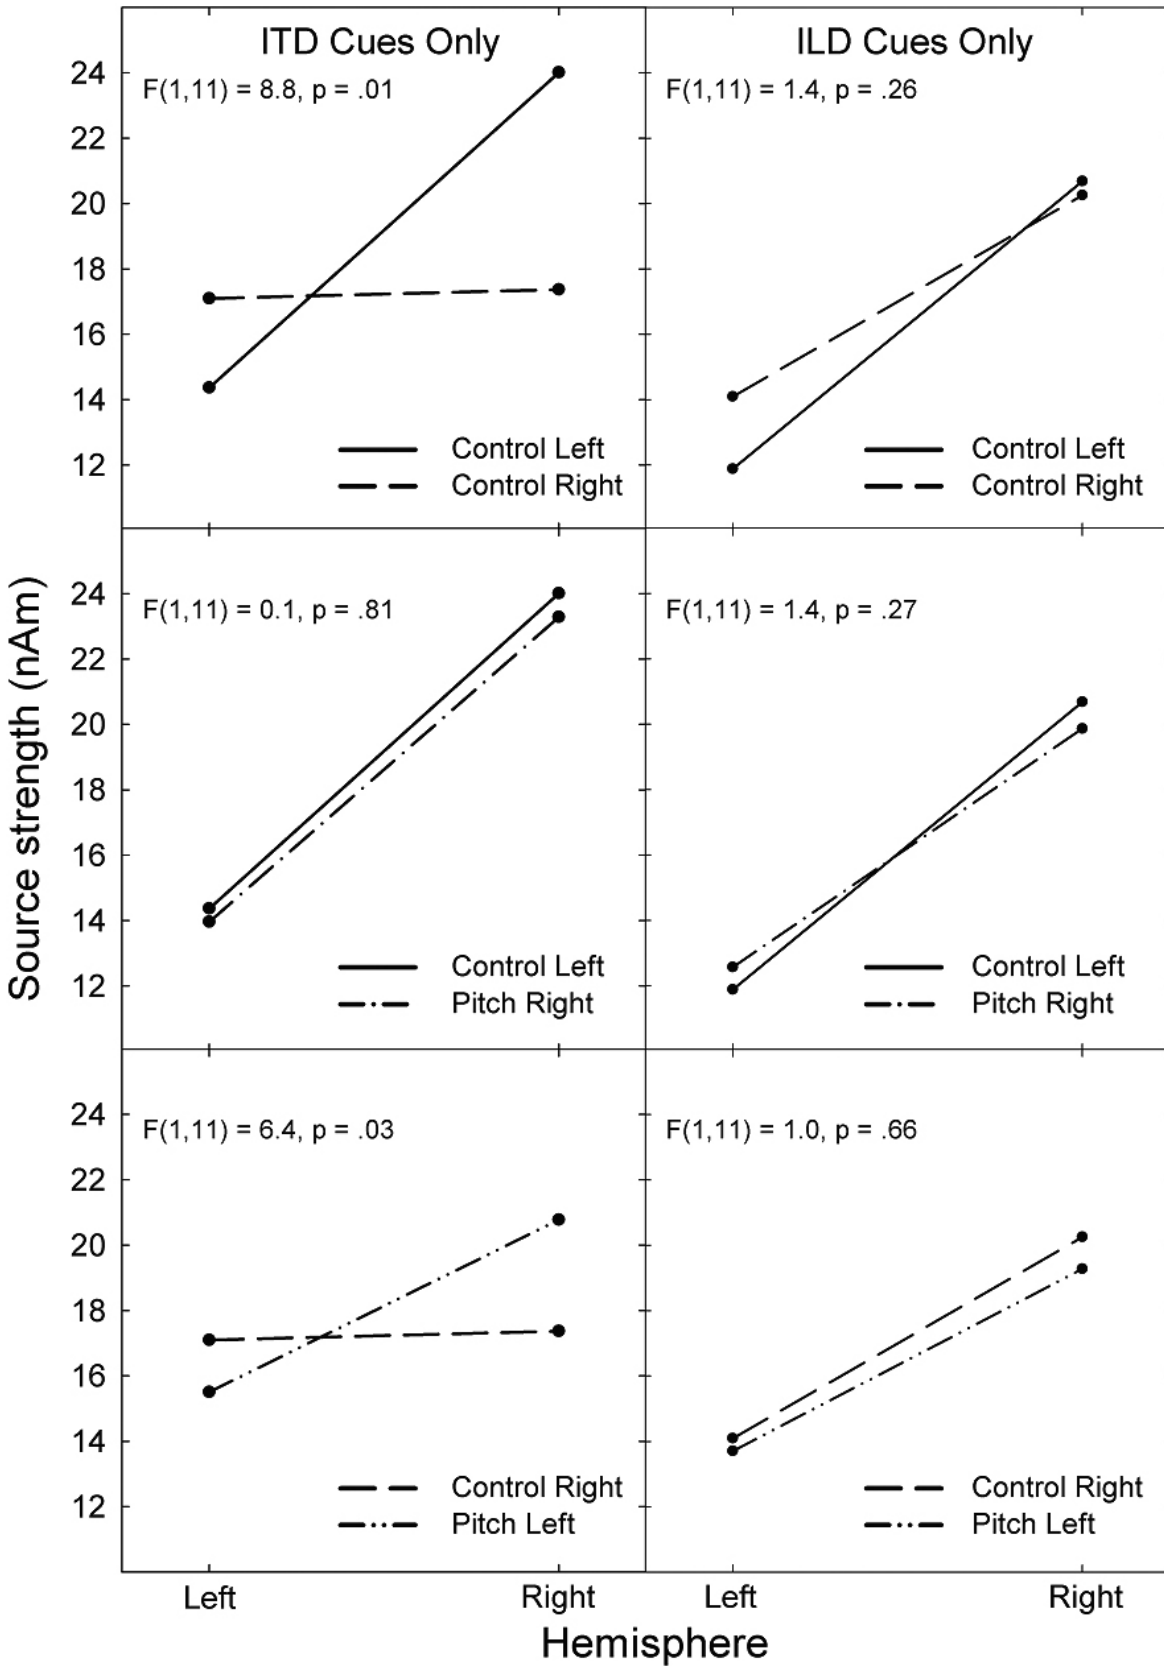 ITD Cues Only
F(1,11) = 8.8, p = .01
24
22
20
18
16
14
12
Control Left
Control Right
ILD Cues Only
F(1,11) = 1.4, p = .26
Control Left
Control Right
Source strength (nAm)
F(1,11) = 0.1, p = .81
24
22
20
18
16
14
12
Control Left
Pitch Right
F(1,11) = 1.4, p = .27
Control Left
Pitch Right
F(1,11) = 6.4, p = .03
24
22
20
18
16
14
12
Control Right
Pitch Left
F(1,11) = 1.0, p = .66
Control Right
Pitch Left
Left Right Left Right
Hemisphere